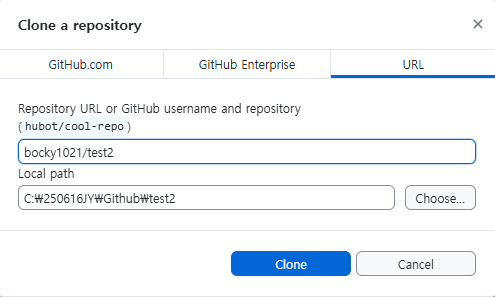 Clone a repository
GitHub.com
GitHub Enterprise
URL
Repository URL or GitHub username and repository
(hubot/cool-repo)
bocky1021/test2
Local path
C:₩250616JY₩Github₩test2
Choose...
Clone
Cancel